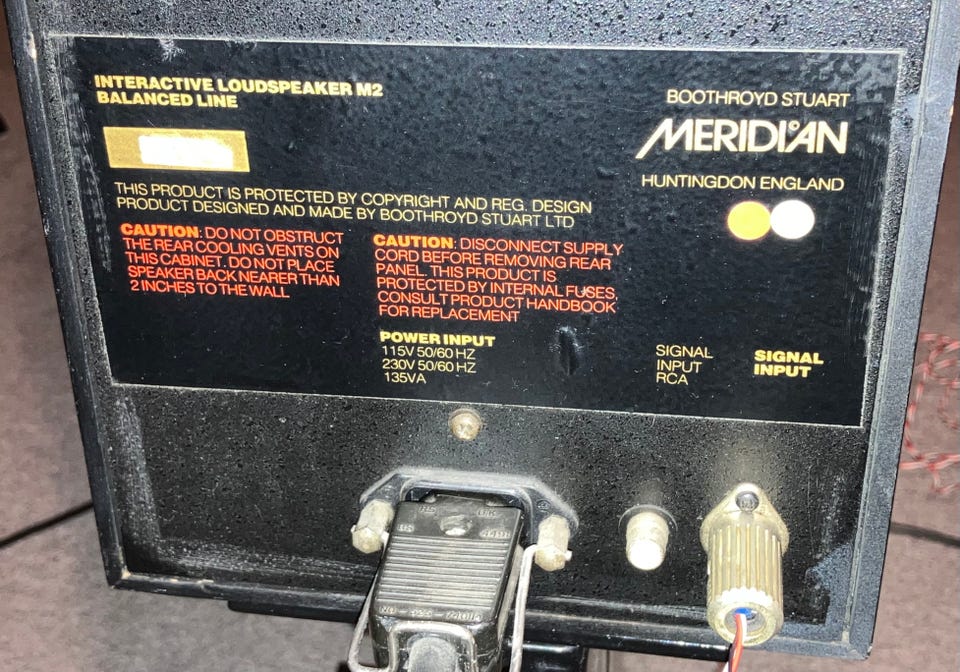 INTERACTIVE LOUDSPEAKER M2
BALANCED LINE
BOOTHROYD STUART
MERIDIAN
HUNTINGDON ENGLAND
THIS PRODUCT IS PROTECTED BY COPYRIGHT AND REG. DESIGN
PRODUCT DESIGNED AND MADE BY BOOTHROYD STUART LTD
CAUTION: DO NOT OBSTRUCT
THE REAR COOLING VENTS ON
THIS CABINET. DO NOT PLACE
SPEAKER BACK NEARER THAN
2 INCHES TO THE WALL
CAUTION: DISCONNECT SUPPLY
CORD BEFORE REMOVING REAR
PANEL. THIS PRODUCT IS
PROTECTED BY INTERNAL FUSES,
CONSULT PRODUCT HANDBOOK
FOR REPLACEMENT
POWER INPUT
115V 50/60 HZ
230V 50/60 HZ
135VA
SIGNAL
INPUT
RCA
SIGNAL
INPUT